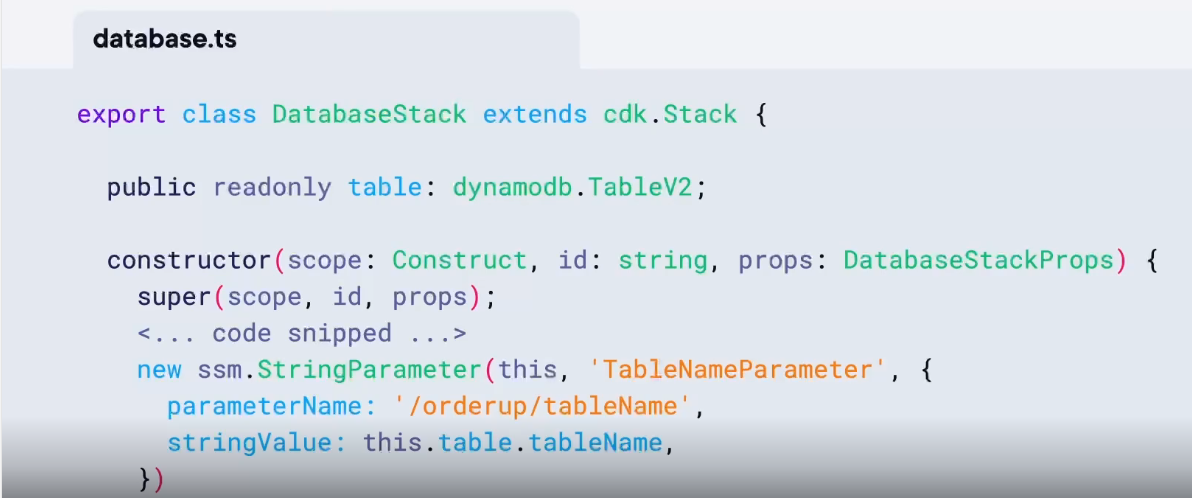 database.ts
export class DatabaseStack extends cdk.Stack {
public readonly table: dynamodb.TableV2;
constructor(scope: Construct, id: string, props: DatabaseStackProps) {
super(scope, id, props);
<... code snipped ...>
new ssm.StringParameter(this, 'TableNameParameter', {
parameterName: '/orderup/tableName',
stringValue: this.table.tableName,
})